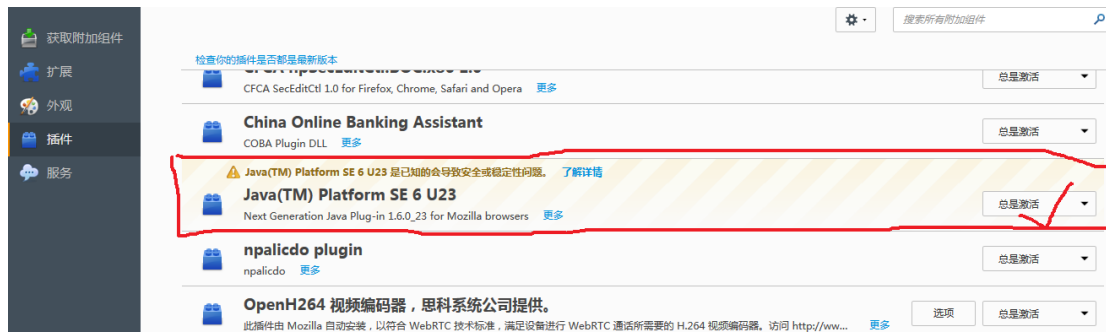 搜索所有附加组件
获取附加组件
扩展
外观
插件
服务
检查你的插件是否都是最新版本
CFCA SecEditCtl 1.0 for Firefox, Chrome, Safari and Opera 更多
总是激活
China Online Banking Assistant
COBA Plugin DLL 更多
总是激活
Java(TM) Platform SE 6 U23 是已知的会导致安全或稳定性问题。 了解详情
Java(TM) Platform SE 6 U23
Next Generation Java Plug-in 1.6.0_23 for Mozilla browsers 更多
总是激活
npalicdo plugin
npalicdo 更多
总是激活
OpenH264 视频编码器，思科系统公司提供。
此插件由 Mozilla 自动安装，以符合 WebRTC 技术标准，满足设备进行 WebRTC 通话所需要的 H.264 视频编码器。访问 http://ww... 更多
选项
总是激活